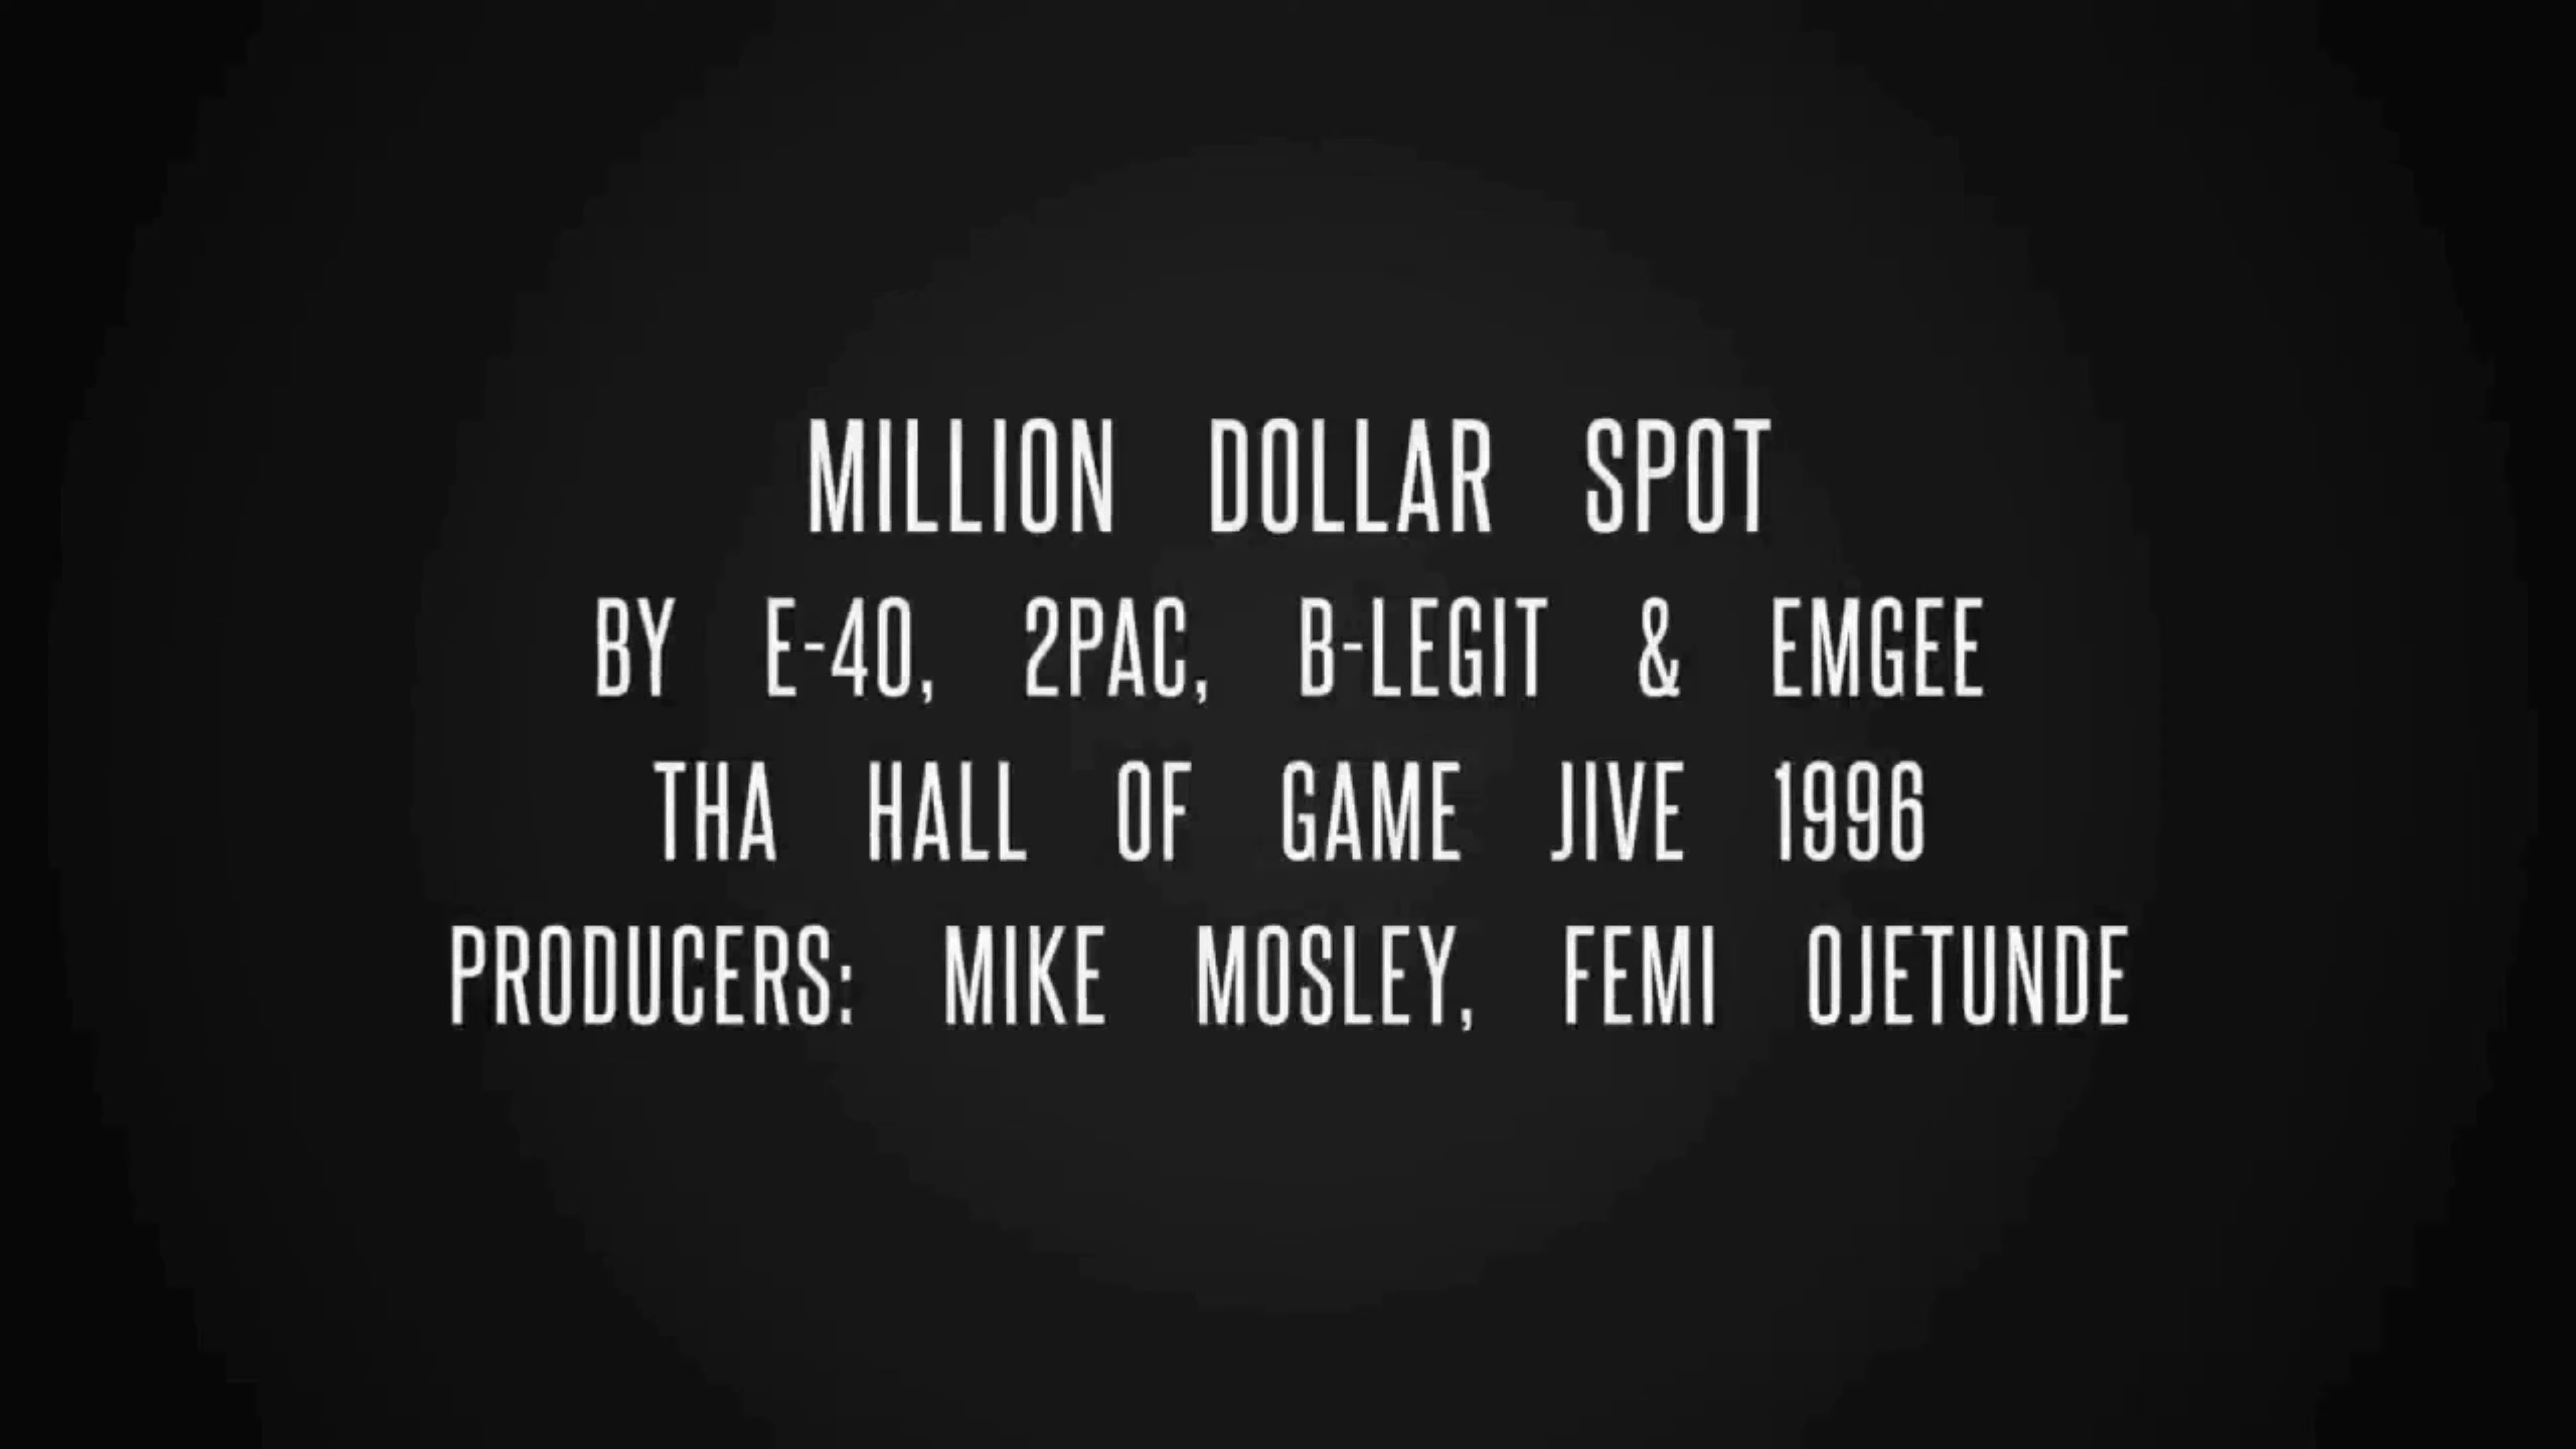 MILLION DOLLAR SPOT
BY E-40, 2PAC, B-LEGIT & EMGEE
THA HALL OF GAME JIVE 1996
PRODUCERS: MIKE MOSLEY, FEMI OJETUNDE